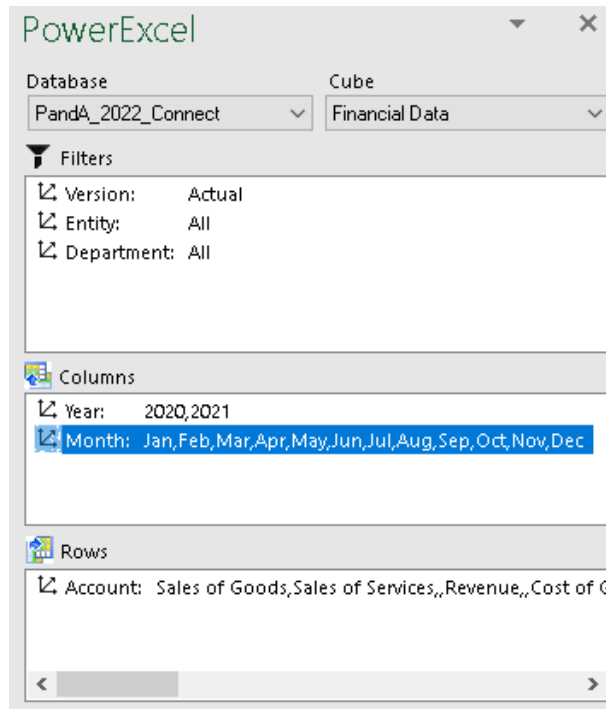 PowerExcel
Database Cube
PandA_2022_Connect Financial Data
Filters
Version: Actual
Entity: All
Department: All
Columns
Year: 2020,2021
Month: Jan,Feb,Mar,Apr,May,Jun,Jul,Aug,Sep,Oct,Nov,Dec
Rows
Account: Sales of Goods,Sales of Services,,Revenue,,Cost of